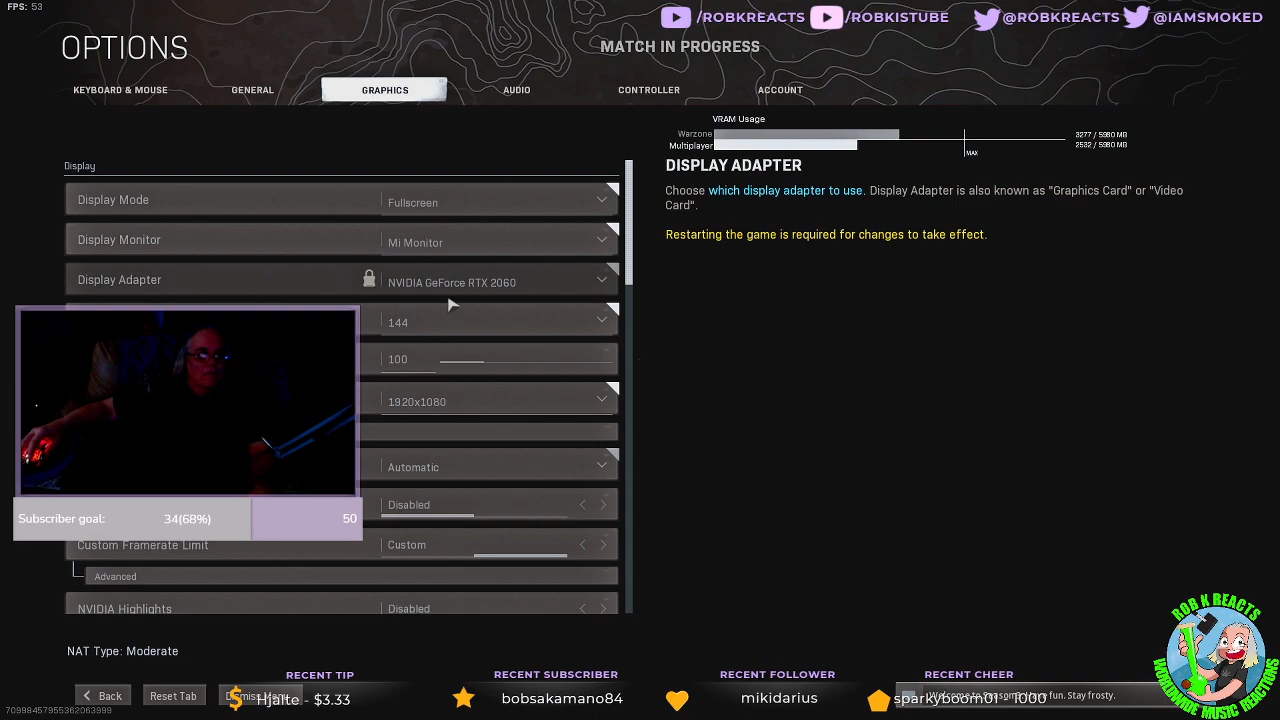 FPS: 53
/ROBKREACTS /ROBKISTUBE @ROBKREACTS @IAMSMOKED
OPTIONS
MATCH IN PROGRESS
KEYBOARD & MOUSE GENERAL GRAPHICS AUDIO CONTROLLER ACCOUNT
VRAM Usage
Warzone 3277 / 5980 MB
Multiplayer 2532 / 5980 MB
MAX
Display
DISPLAY ADAPTER
Choose which display adapter to use. Display Adapter is also known as "Graphics Card" or "Video
Card".
Restarting the game is required for changes to take effect.
Display Mode Fullscreen
Display Monitor Mi Monitor
Display Adapter NVIDIA GeForce RTX 2060
144
100
1920x1080
Automatic
Disabled
Subscriber goal: 34(68%) 50
Custom Framerate Limit Custom
Advanced
NVIDIA Highlights Disabled
ROB K REACTS
WORLDWIDE MUSIC REACTIONS
NAT Type: Moderate
RECENT TIP RECENT SUBSCRIBER RECENT FOLLOWER RECENT CHEER
Back Reset Tab Dismiss Menu
Hjalte - $3.33 bobsakamano84 mikidarius sparkyboom01 - 1000
70998457955362063999